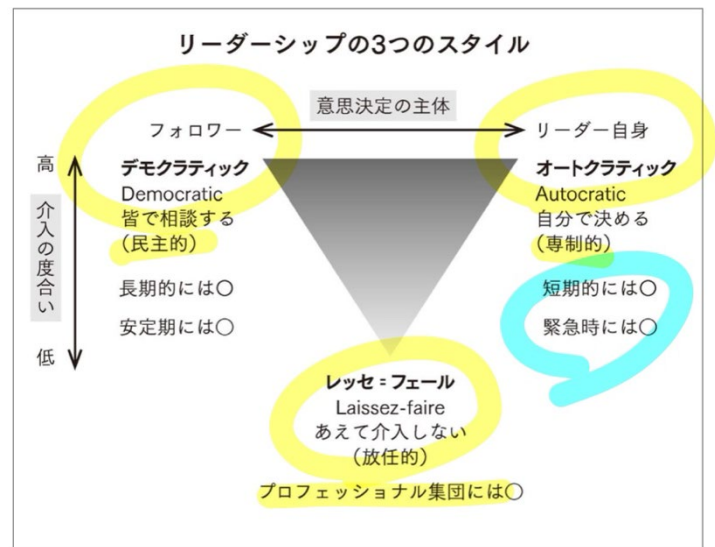 リーダーシップの3つのスタイル
意思決定の主体
フォロワー
リーダー自身
高
介入の度合い
低
デモクラティック
Democratic
皆で相談する
(民主的)
長期的には〇
安定期には〇
オートクラティック
Autocratic
自分で決める
(専制的)
短期的には〇
緊急時には〇
レッセ=フェール
Laissez-faire
あえて介入しない
(放任的)
プロフェッショナル集団には〇